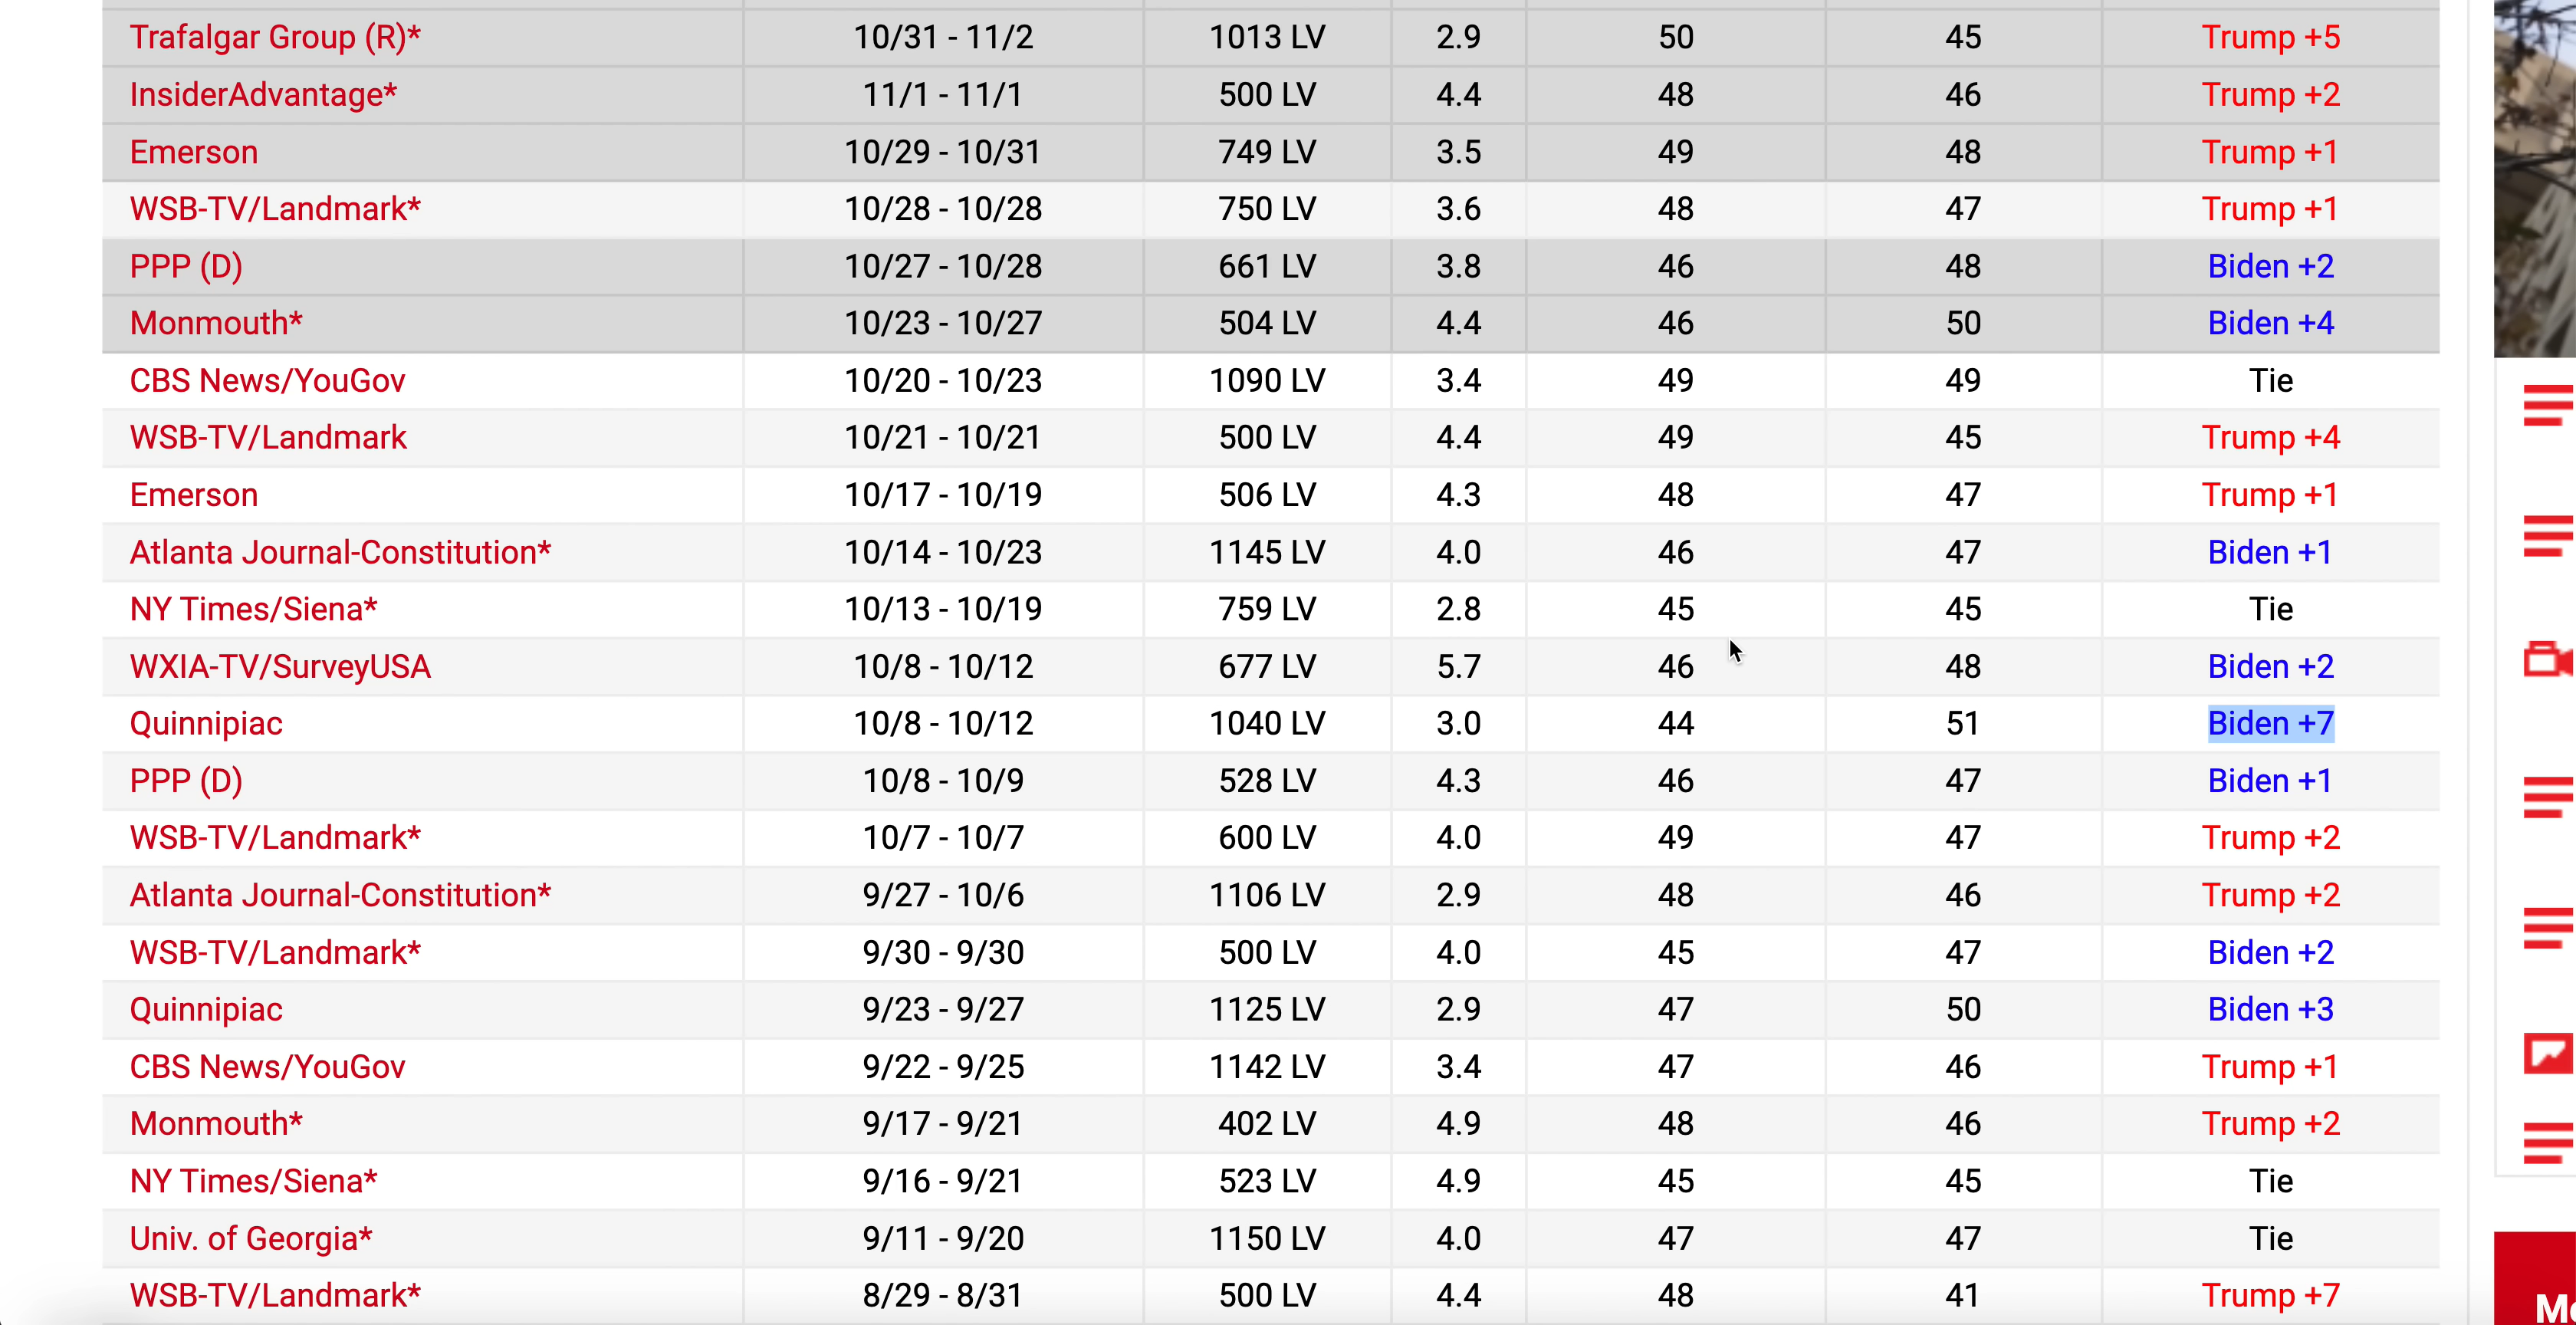 Trafalgar Group (R)* 10/31 - 11/2 1013 LV 2.9 50 45 Trump +5
InsiderAdvantage* 11/1 - 11/1 500 LV 4.4 48 46 Trump +2
Emerson 10/29 - 10/31 749 LV 3.5 49 48 Trump +1
WSB-TV/Landmark* 10/28 - 10/28 750 LV 3.6 48 47 Trump +1
PPP (D) 10/27 - 10/28 661 LV 3.8 46 48 Biden +2
Monmouth* 10/23 - 10/27 504 LV 4.4 46 50 Biden +4
CBS News/YouGov 10/20 - 10/23 1090 LV 3.4 49 49 Tie
WSB-TV/Landmark 10/21 - 10/21 500 LV 4.4 49 45 Trump +4
Emerson 10/17 - 10/19 506 LV 4.3 48 47 Trump +1
Atlanta Journal-Constitution* 10/14 - 10/23 1145 LV 4.0 46 47 Biden +1
NY Times/Siena* 10/13 - 10/19 759 LV 2.8 45 45 Tie
WXIA-TV/SurveyUSA 10/8 - 10/12 677 LV 5.7 46 48 Biden +2
Quinnipiac 10/8 - 10/12 1040 LV 3.0 44 51 Biden +7
PPP (D) 10/8 - 10/9 528 LV 4.3 46 47 Biden +1
WSB-TV/Landmark* 10/7 - 10/7 600 LV 4.0 49 47 Trump +2
Atlanta Journal-Constitution* 9/27 - 10/6 1106 LV 2.9 48 46 Trump +2
WSB-TV/Landmark* 9/30 - 9/30 500 LV 4.0 45 47 Biden +2
Quinnipiac 9/23 - 9/27 1125 LV 2.9 47 50 Biden +3
CBS News/YouGov 9/22 - 9/25 1142 LV 3.4 47 46 Trump +1
Monmouth* 9/17 - 9/21 402 LV 4.9 48 46 Trump +2
NY Times/Siena* 9/16 - 9/21 523 LV 4.9 45 45 Tie
Univ. of Georgia* 9/11 - 9/20 1150 LV 4.0 47 47 Tie
WSB-TV/Landmark* 8/29 - 8/31 500 LV 4.4 48 41 Trump +7